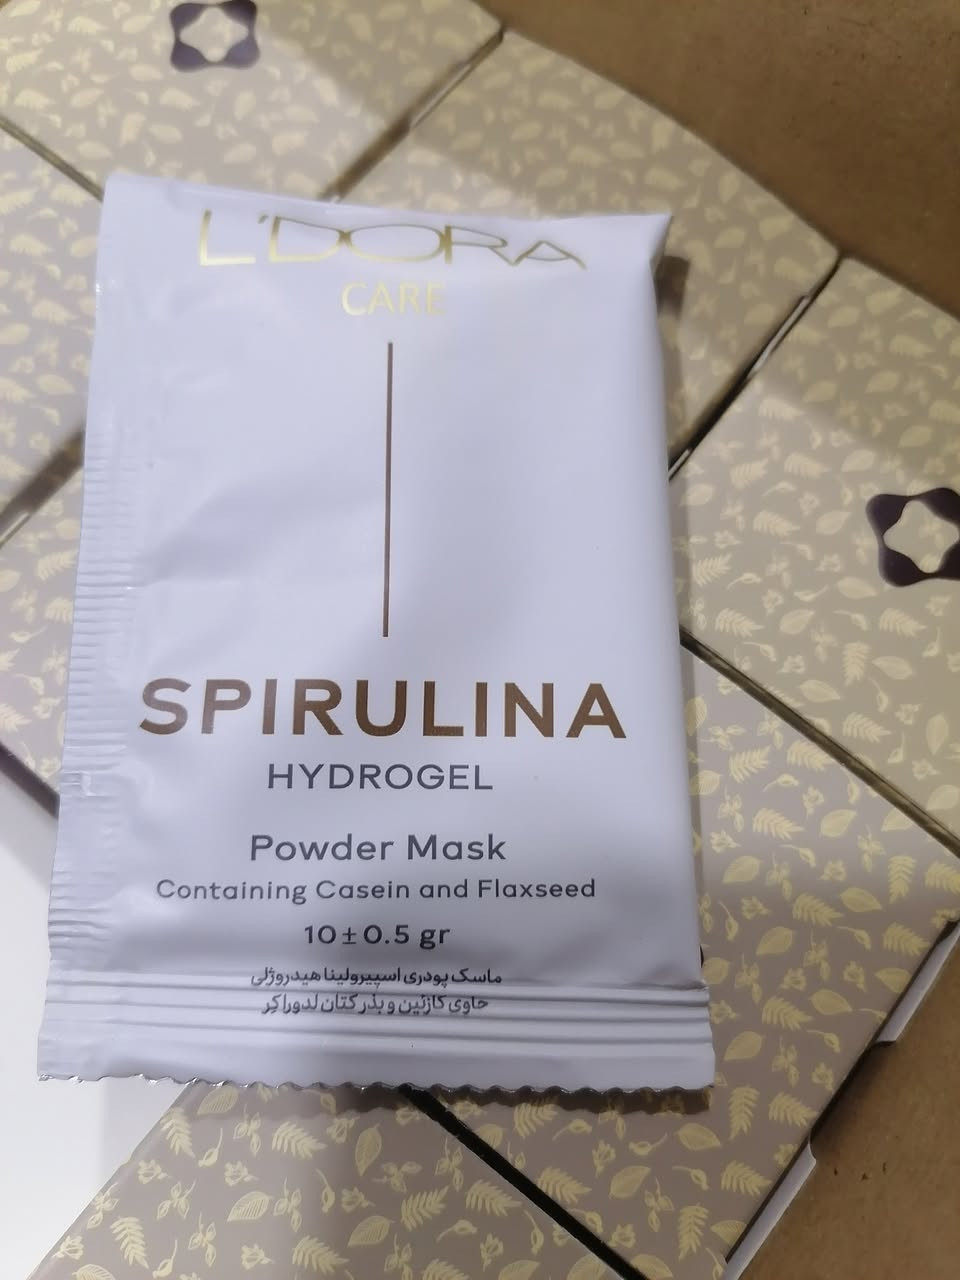 L'DORA
CARE
SPIRULINA
HYDROGEL
Powder Mask
Containing Casein and Flaxseed
10±0.5 gr
ماسک پودری اسپیرولینا هیدروژلی
حاوی کازئین و بذر کتان لدورا کِر